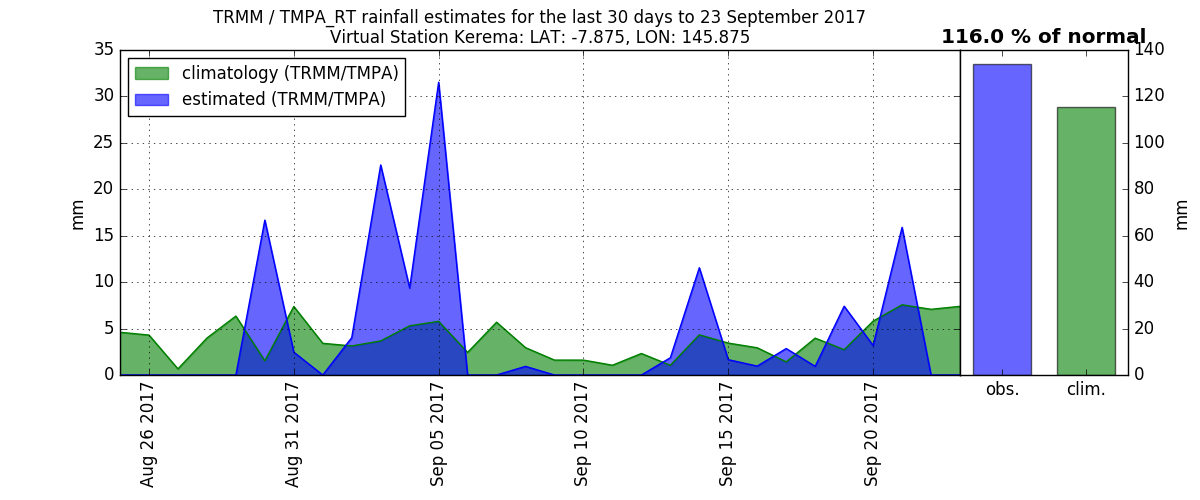 TRMM / TMPA_RT rainfall estimates for the last 30 days to 23 September 2017
Virtual Station Kerema: LAT: -7.875, LON: 145.875
116.0 % of normal
climatology (TRMM/TMPA)
estimated (TRMM/TMPA)
35
30
25
20
15
10
5
0
mm
Aug 26 2017
Aug 31 2017
Sep 05 2017
Sep 10 2017
Sep 15 2017
Sep 20 2017
obs.
clim.
140
120
100
80
60
40
20
0
mm